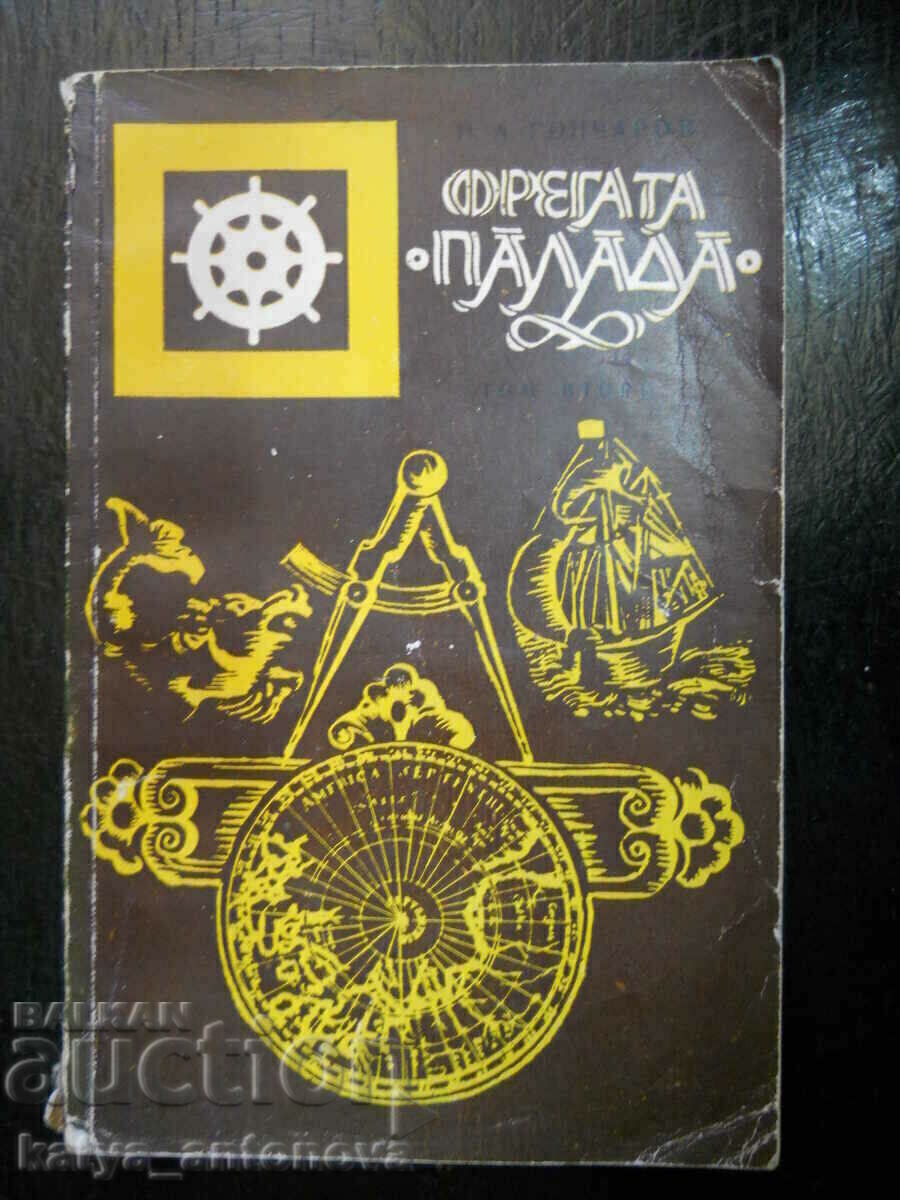 И. А. ГОНЧАРОВ
ФРЕГАТА
·ПАЛАДА·
ТОМ ВТОРИ
BALKAN
auction
katya_antonova